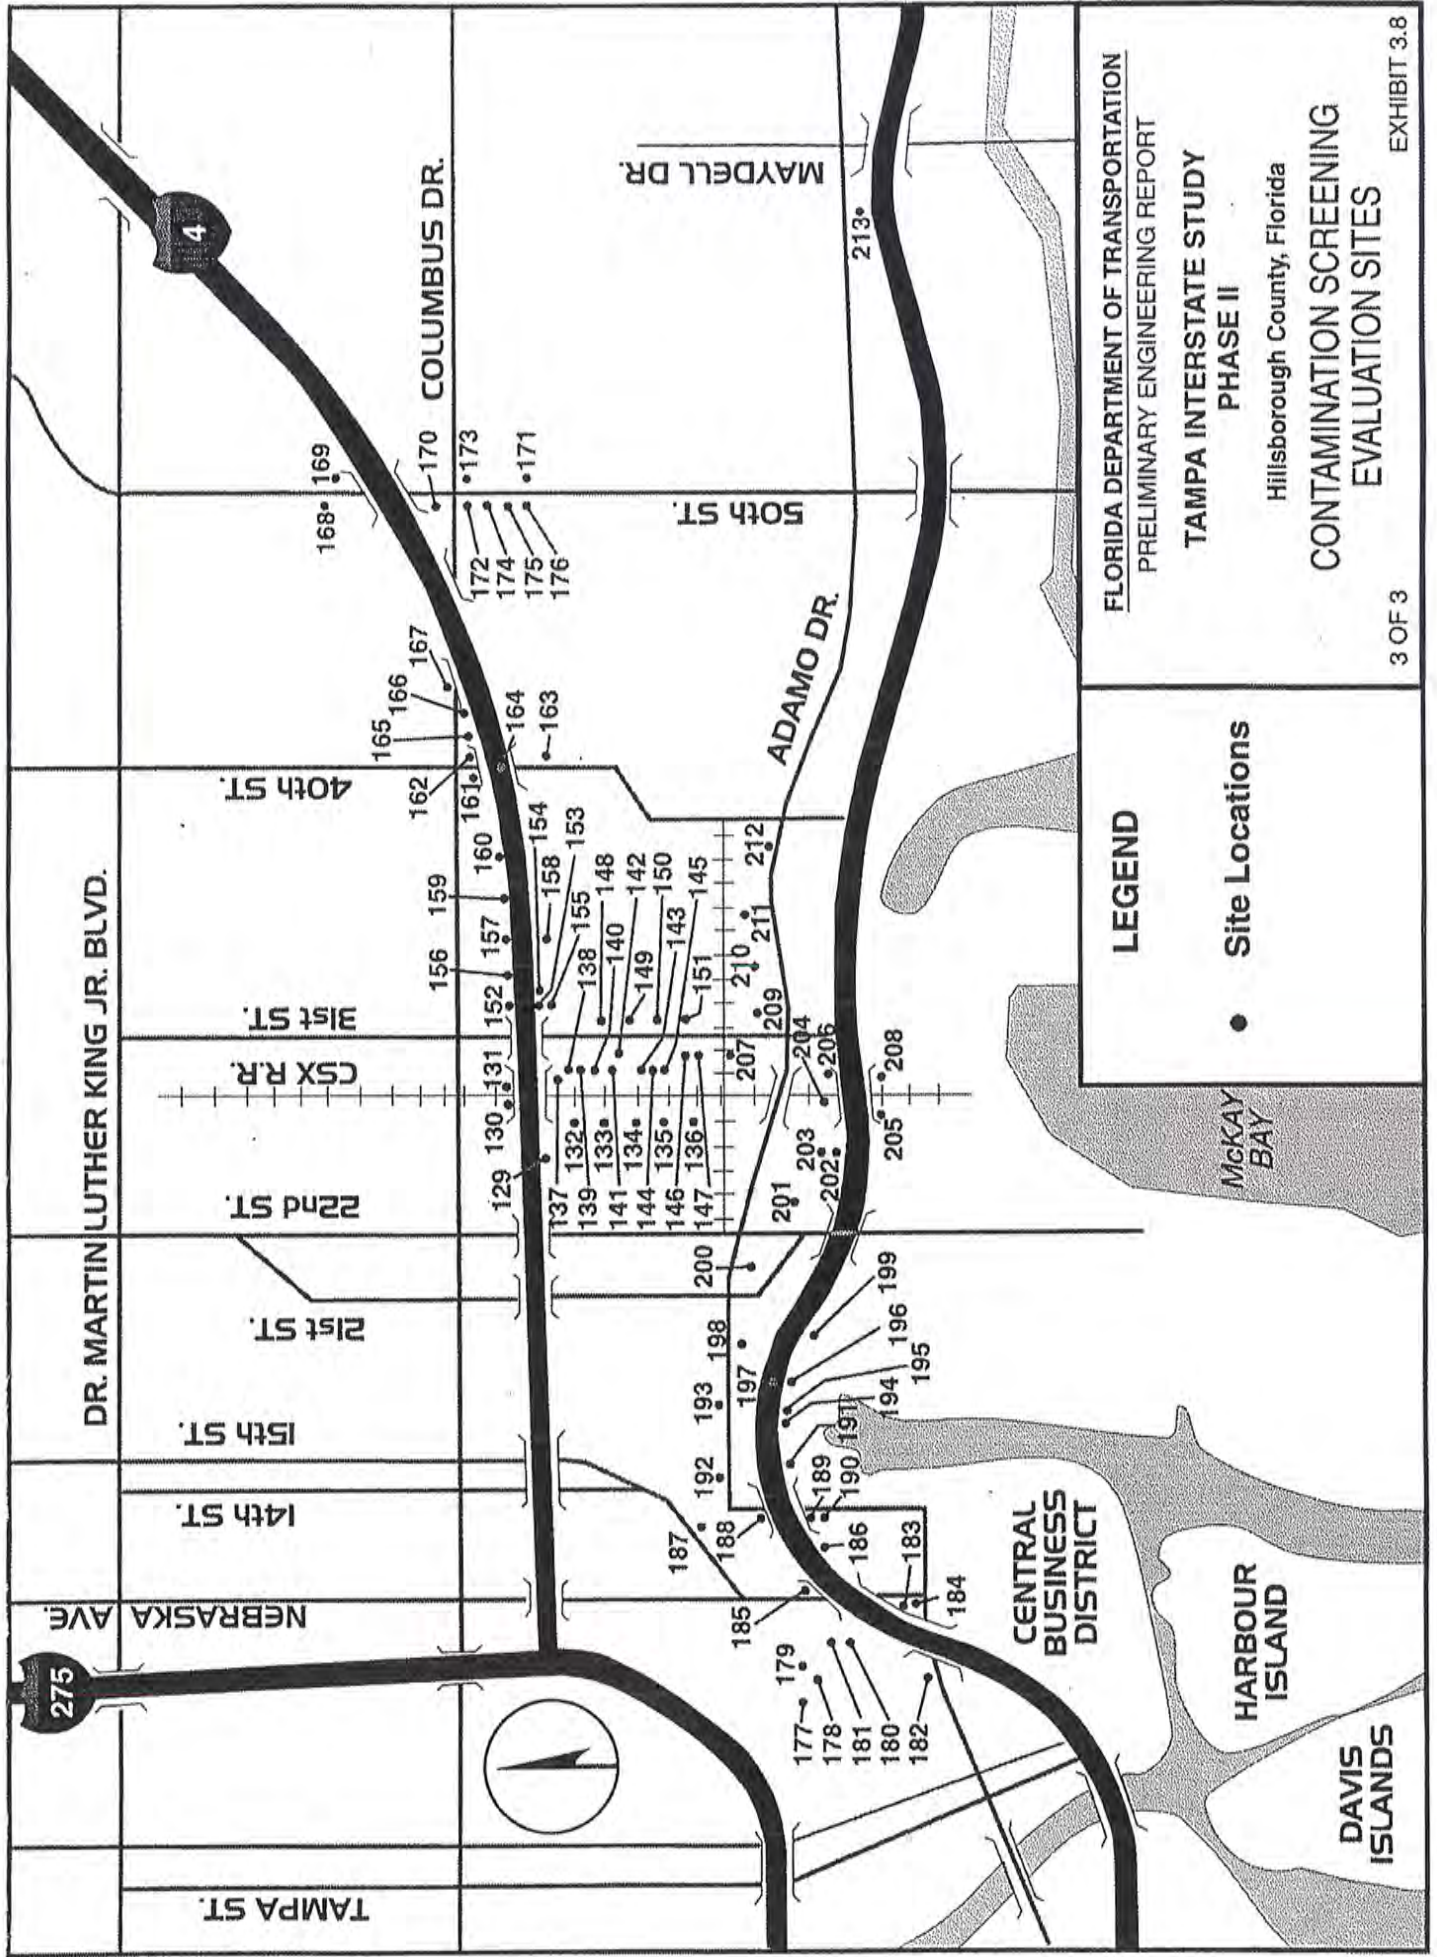 275
4
DR. MARTIN LUTHER KING JR. BLVD.
COLUMBUS DR.
TAMPA ST.
NEBRASKA AVE.
14th ST.
15th ST.
21st ST.
22nd ST.
CSX R.R.
31st ST.
40th ST.
50th ST.
MAYDELL DR.
ADAMO DR.
168
169
170
173
171
172
174
175
176
167
166
165
162
161
164
163
160
159
157
156
152
131
130
129
154
153
158
155
148
138
140
142
150
149
143
145
151
132
133
134
135
136
137
139
141
144
146
147
212
211
210
209
207
204
206
208
205
203
202
201
200
199
198
196
197
195
194
193
191
192
190
189
188
187
186
183
184
185
179
177
178
181
180
182
213
CENTRAL
BUSINESS
DISTRICT
HARBOUR
ISLAND
DAVIS
ISLANDS
McKAY
BAY
LEGEND
Site Locations
FLORIDA DEPARTMENT OF TRANSPORTATION
PRELIMINARY ENGINEERING REPORT
TAMPA INTERSTATE STUDY
PHASE II
Hillsborough County, Florida
CONTAMINATION SCREENING
EVALUATION SITES
3 OF 3
EXHIBIT 3.8